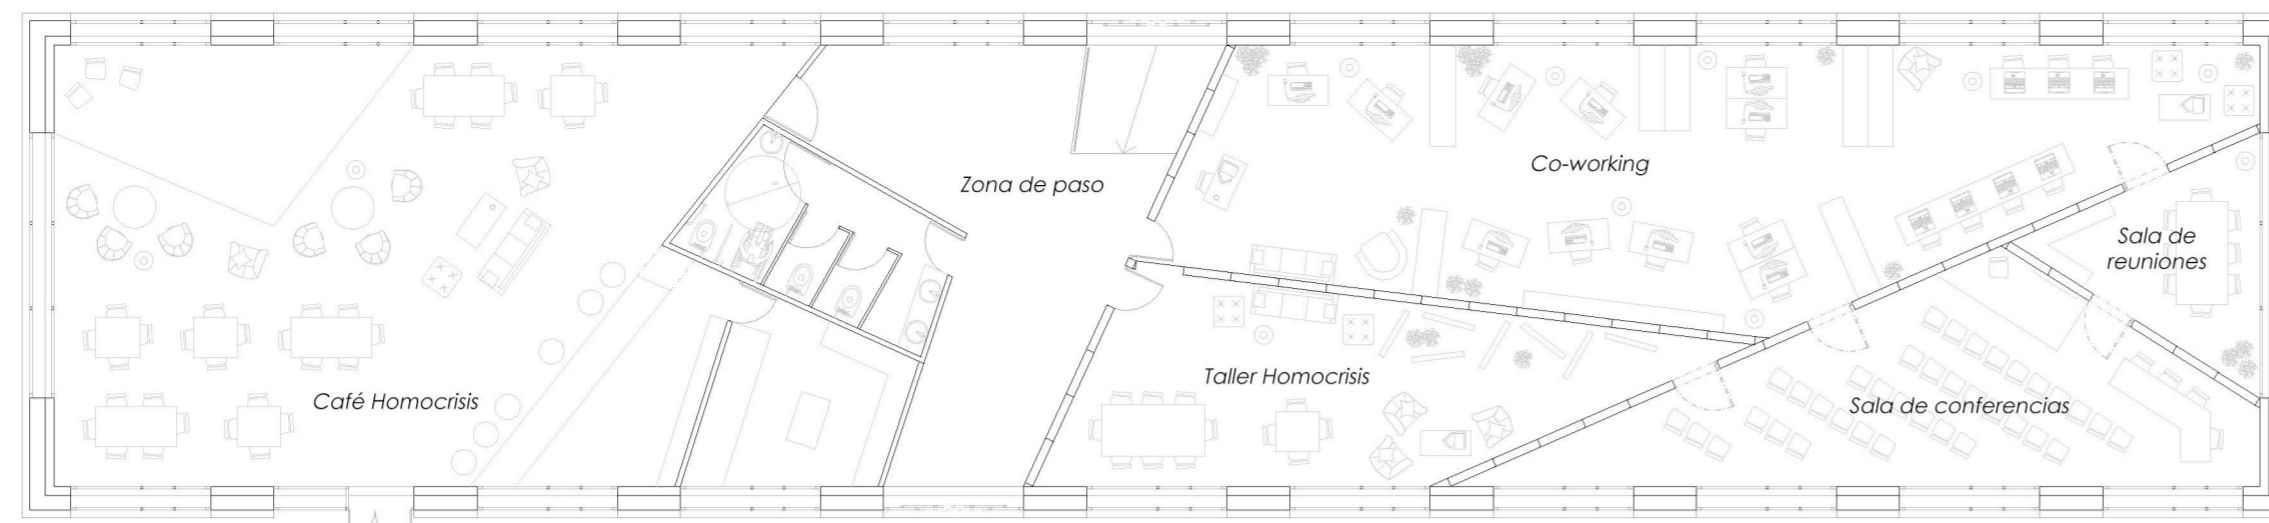 Zona de paso
Co-working
Sala de
reuniones
Taller Homocrisis
Café Homocrisis
Sala de conferencias